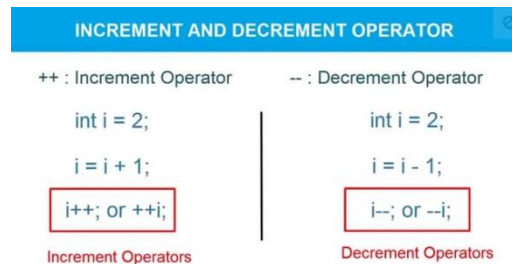 INCREMENT AND DECREMENT OPERATOR
++ : Increment Operator
int i = 2;
i = i + 1;
i++; or ++i;
Increment Operators
-- : Decrement Operator
int i = 2;
i = i - 1;
i--; or --i;
Decrement Operators